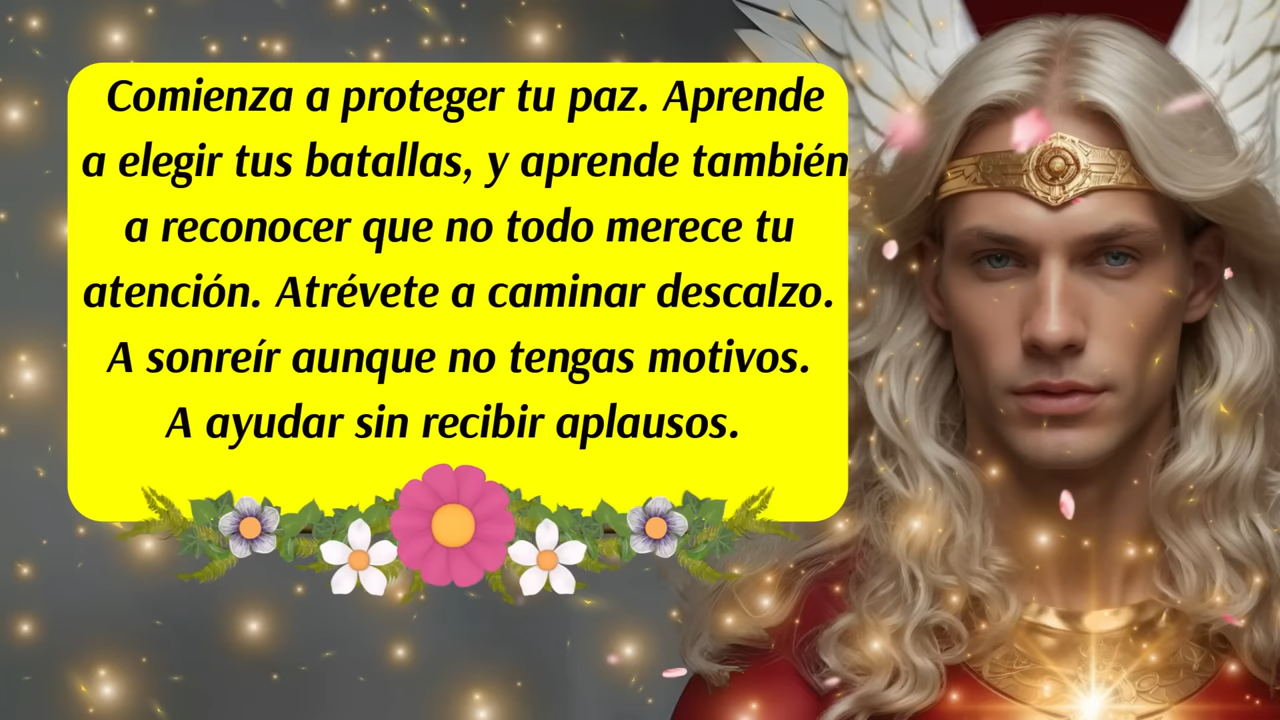 Comienza a proteger tu paz. Aprende
a elegir tus batallas, y aprende también
a reconocer que no todo merece tu
atención. Atrévete a caminar descalzo.
A sonreír aunque no tengas motivos.
A ayudar sin recibir aplausos.